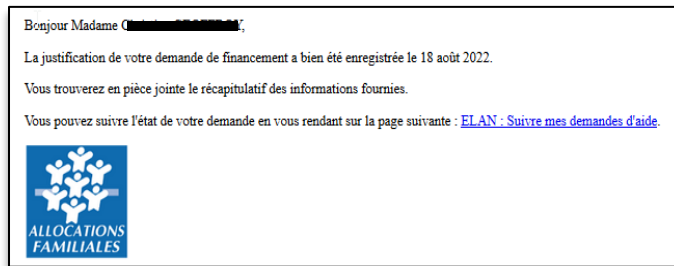 Bonjour Madame
La justification de votre demande de financement a bien été enregistrée le 18 août 2022.
Vous trouverez en pièce jointe le récapitulatif des informations fournies.
Vous pouvez suivre l'état de votre demande en vous rendant sur la page suivante : ELAN : Suivre mes demandes d'aide.
ALLOCATIONS
FAMILIALES